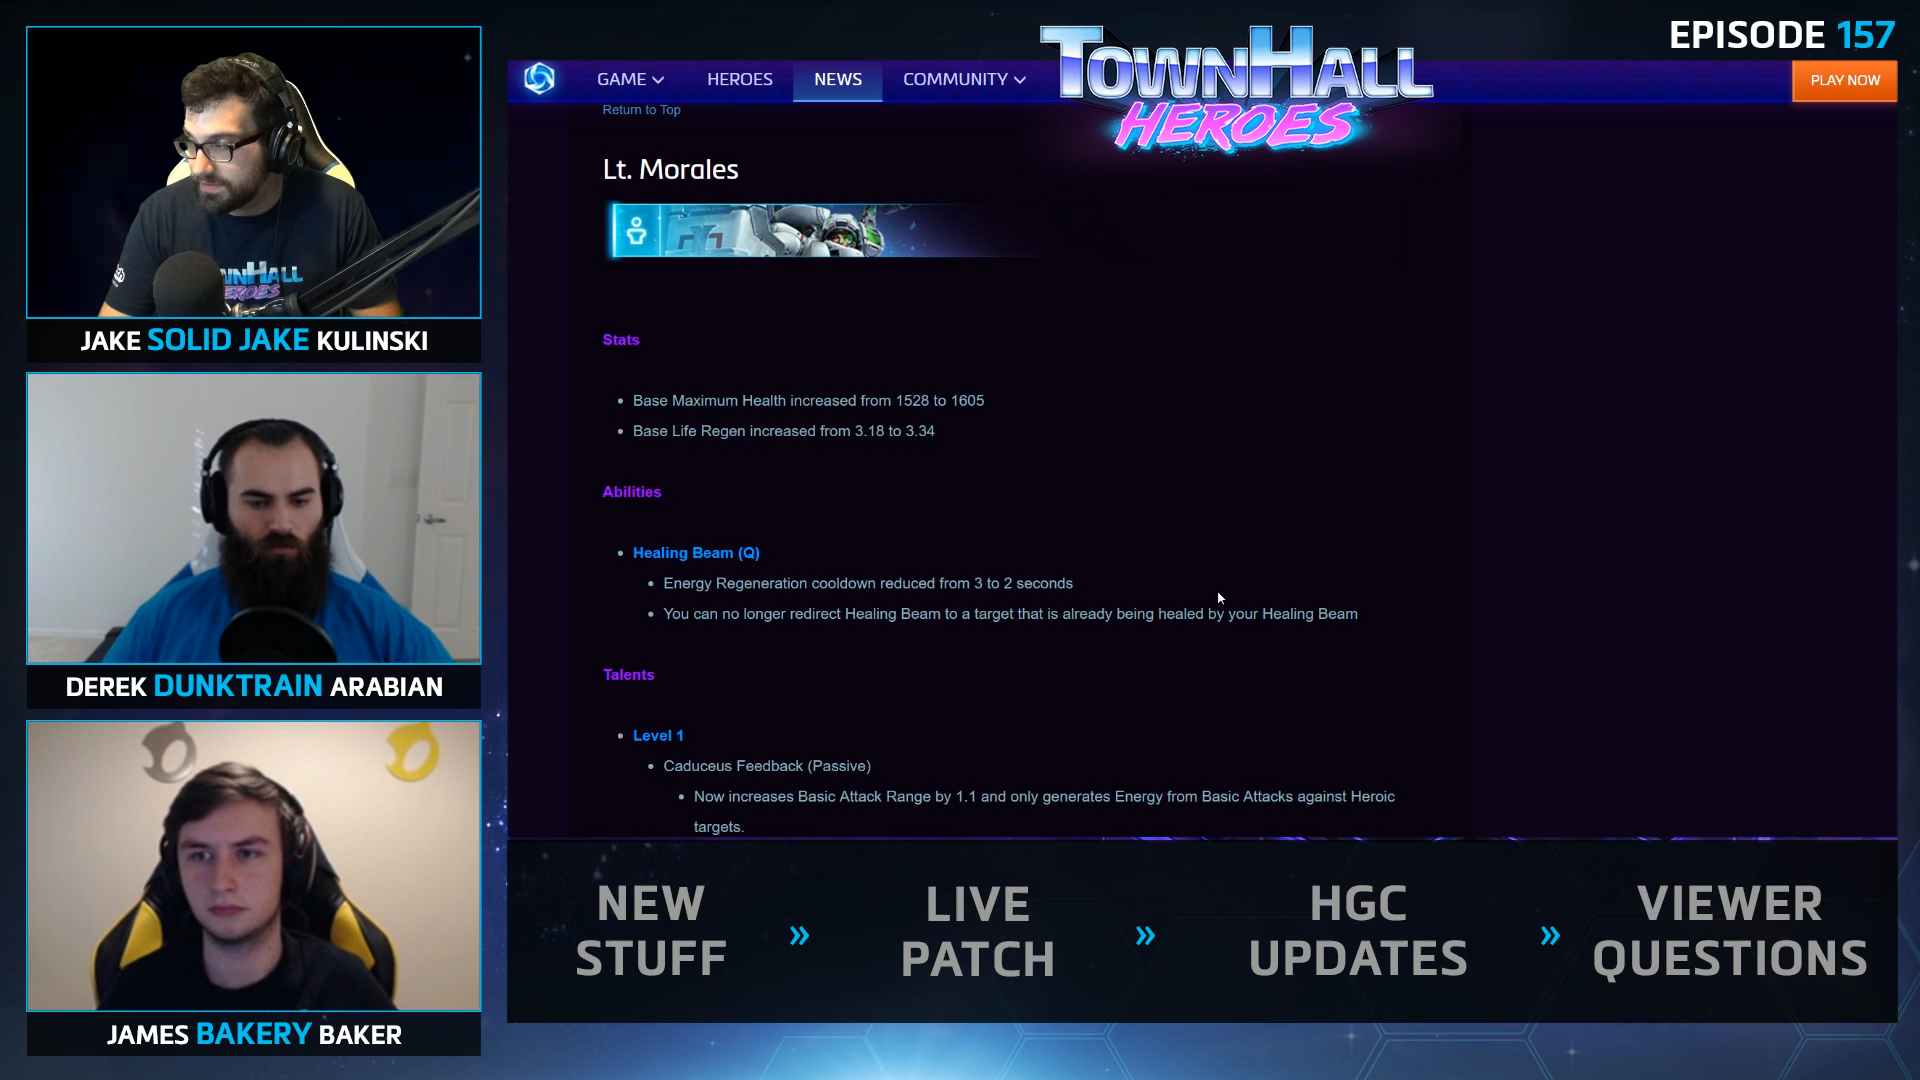 EPISODE 157
TOWNHALL
HEROES
GAME
HEROES
NEWS
COMMUNITY
PLAY NOW
Return to Top
Lt. Morales
Stats
Base Maximum Health increased from 1528 to 1605
Base Life Regen increased from 3.18 to 3.34
Abilities
Healing Beam (Q)
Energy Regeneration cooldown reduced from 3 to 2 seconds
You can no longer redirect Healing Beam to a target that is already being healed by your Healing Beam
Talents
Level 1
Caduceus Feedback (Passive)
Now increases Basic Attack Range by 1.1 and only generates Energy from Basic Attacks against Heroic
targets.
JAKE SOLID JAKE KULINSKI
DEREK DUNKTRAIN ARABIAN
JAMES BAKERY BAKER
NEW
STUFF
»
LIVE
PATCH
»
HGC
UPDATES
»
VIEWER
QUESTIONS